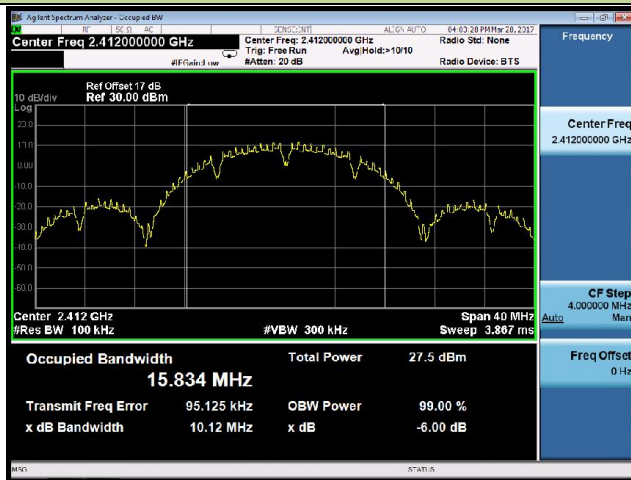 Agilent Spectrum Analyzer - Occupied BW
RF 50 Ω AC SENSE:INT ALIGN AUTO 04:03:28 PM Mar 28, 2017
Center Freq 2.412000000 GHz
Center Freq: 2.412000000 GHz
Radio Std: None
Trig: Free Run Avg|Hold:>10/10
#IFGain:Low #Atten: 20 dB Radio Device: BTS
Frequency
Ref Offset 17 dB
10 dB/div Ref 30.00 dBm
Log
20.0
10.0
0.00
-10.0
-20.0
-30.0
-40.0
-50.0
-60.0
Center Freq
2.412000000 GHz
Center 2.412 GHz Span 40 MHz
#Res BW 100 kHz #VBW 300 kHz Sweep 3.867 ms
CF Step
4.000000 MHz
Auto Man
Occupied Bandwidth Total Power 27.5 dBm
15.834 MHz
Transmit Freq Error 95.125 kHz OBW Power 99.00 %
x dB Bandwidth 10.12 MHz x dB -6.00 dB
Freq Offset
0 Hz
MSG STATUS